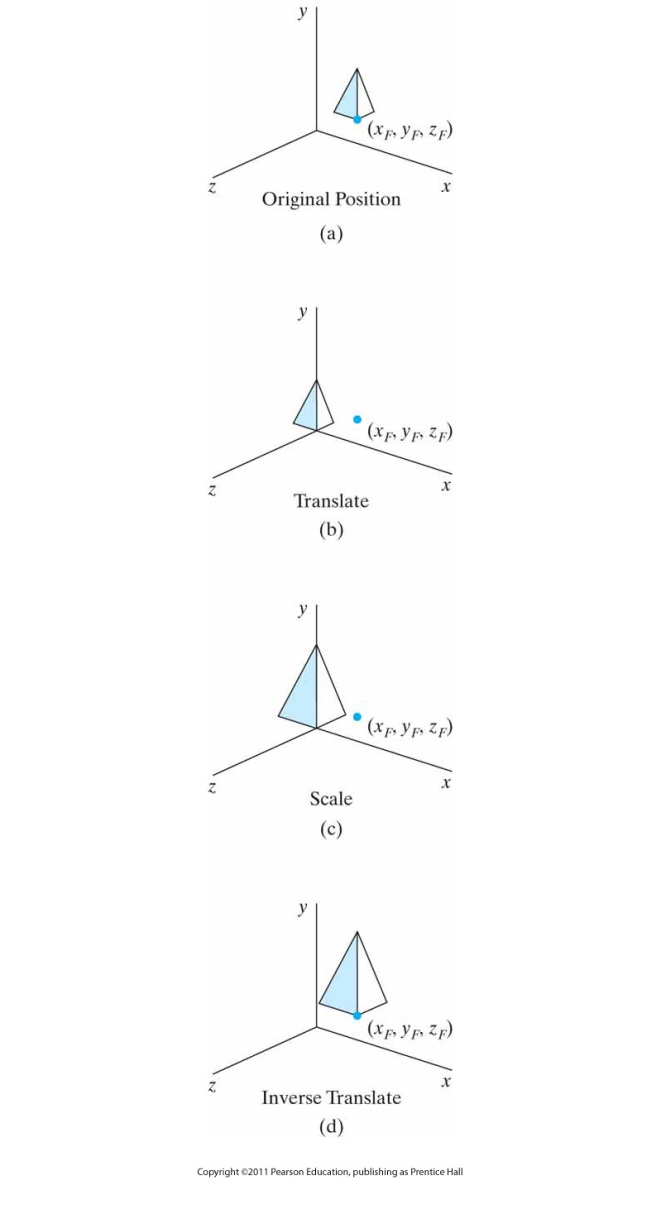 y
(x_F, y_F, z_F)
z
x
Original Position
(a)
y
(x_F, y_F, z_F)
z
x
Translate
(b)
y
(x_F, y_F, z_F)
z
x
Scale
(c)
y
(x_F, y_F, z_F)
z
x
Inverse Translate
(d)
Copyright ©2011 Pearson Education, publishing as Prentice Hall